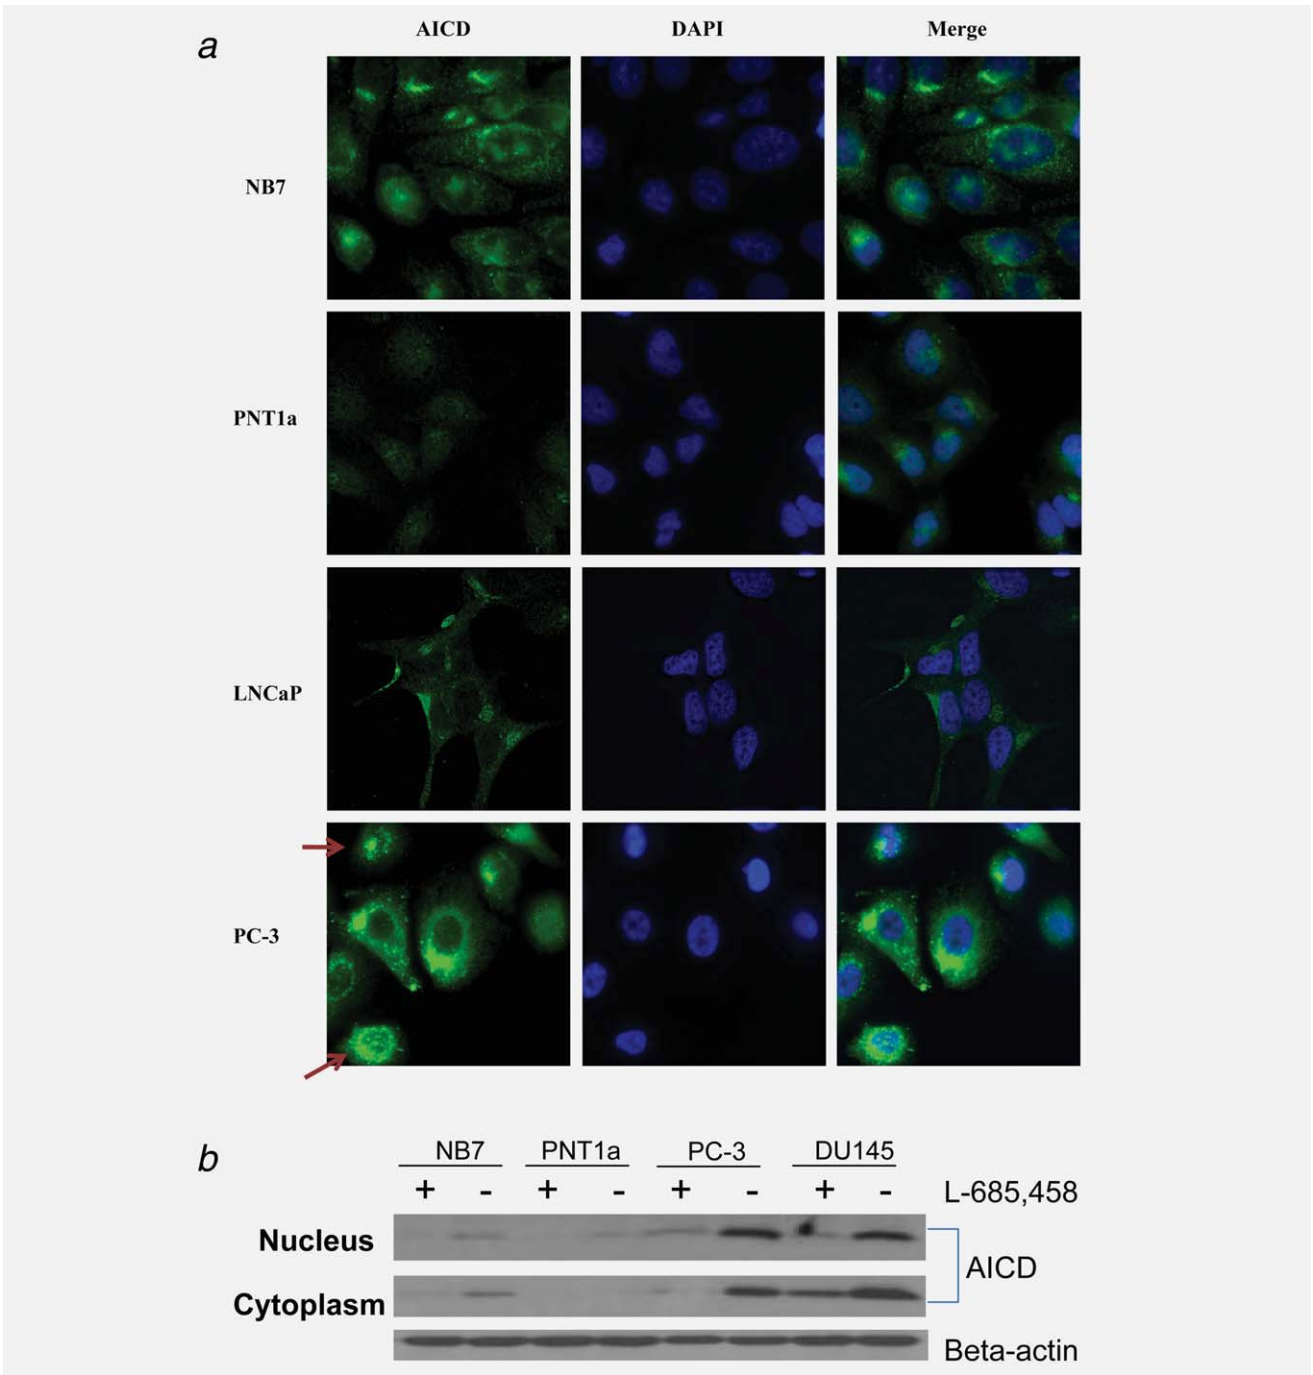 a
AICD DAPI Merge
NB7
PNT1a
LNCaP
PC-3
b
NB7 PNT1a PC-3 DU145
+ - + - + - + - L-685,458
Nucleus
AICD
Cytoplasm
Beta-actin